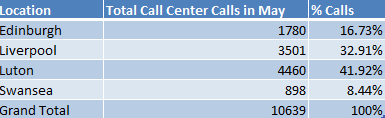 Location Total Call Center Calls in May % Calls
Edinburgh 1780 16.73%
Liverpool 3501 32.91%
Luton 4460 41.92%
Swansea 898 8.44%
Grand Total 10639 100%